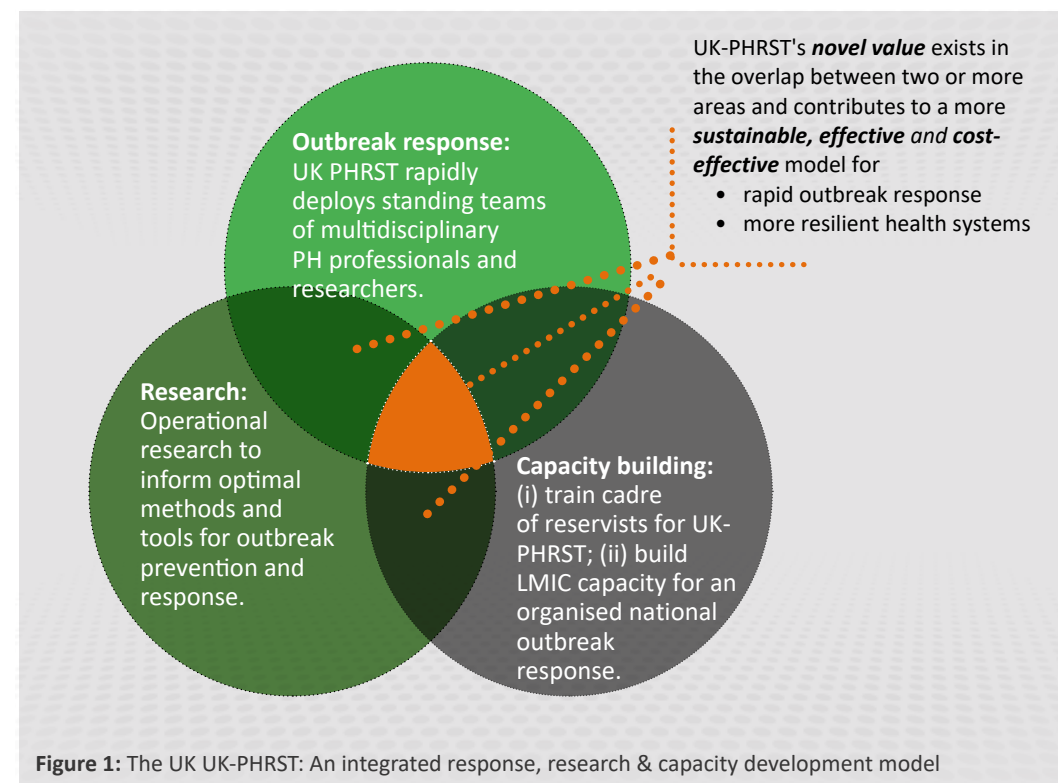 UK-PHRST's novel value exists in
the overlap between two or more
areas and contributes to a more
sustainable, effective and cost-
effective model for
• rapid outbreak response
• more resilient health systems
Outbreak response:
UK PHRST rapidly
deploys standing teams
of multidisciplinary
PH professionals and
researchers.
Research:
Operational
research to
inform optimal
methods and
tools for outbreak
prevention and
response.
Capacity building:
(i) train cadre
of reservists for UK-
PHRST; (ii) build
LMIC capacity for an
organised national
outbreak
response.
Figure 1: The UK UK-PHRST: An integrated response, research & capacity development model